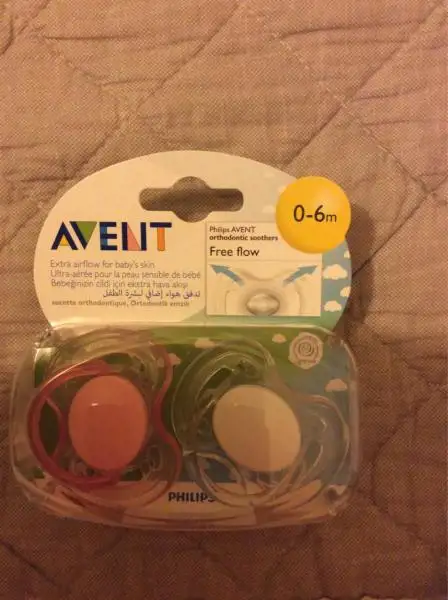 0-6m
AVENT
Philips AVENT
orthodontic soothers
Free flow
Extra airflow for baby's skin
Ultra-aérée pour la peau sensible de bébé
Bebeğinizin cildi için ekstra hava akışı
تدفق هواء إضافي لبشرة الطفل
sucette orthodontique, Ortodontik emzik
PHILIPS